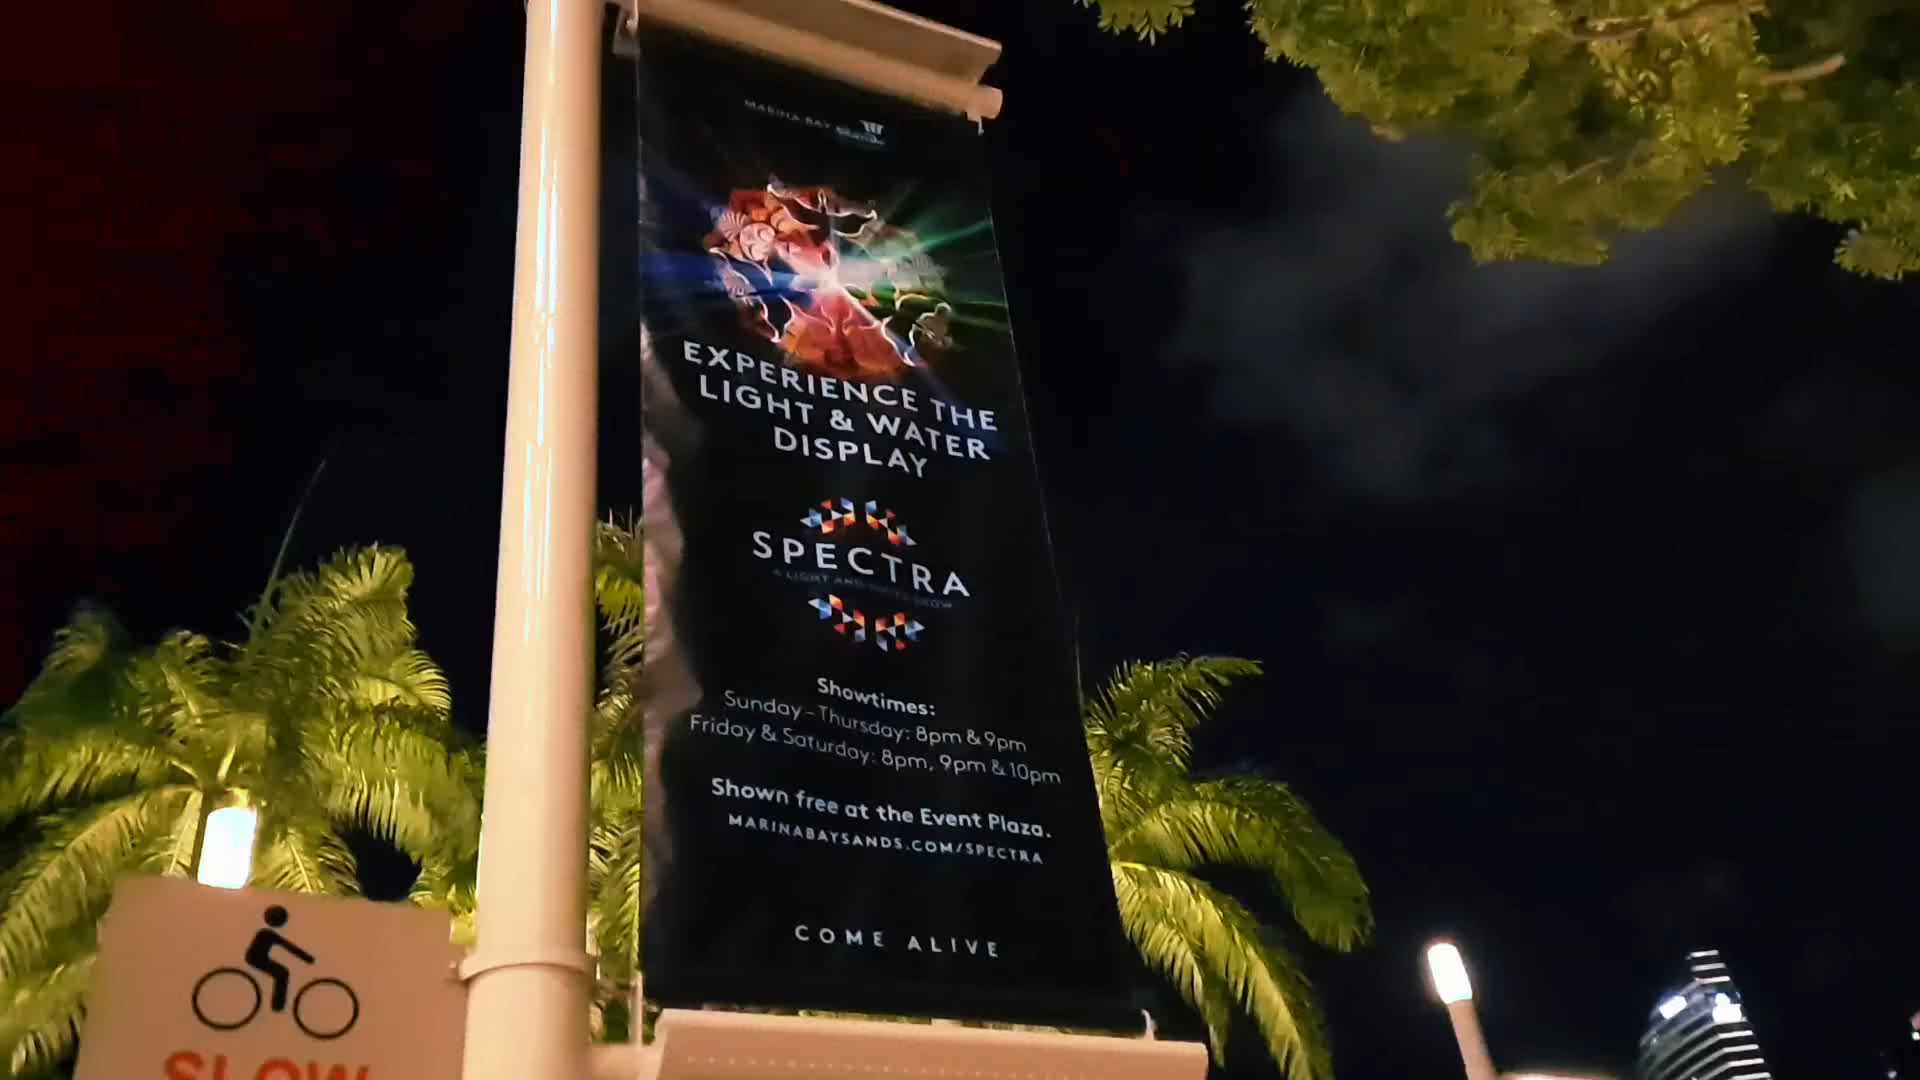 MARINA BAY Sands
EXPERIENCE THE
LIGHT & WATER
DISPLAY
SPECTRA
A LIGHT AND WATER SHOW
Showtimes:
Sunday – Thursday: 8pm & 9pm
Friday & Saturday: 8pm, 9pm & 10pm
Shown free at the Event Plaza.
MARINABAYSANDS.COM/SPECTRA
COME ALIVE
SLOW